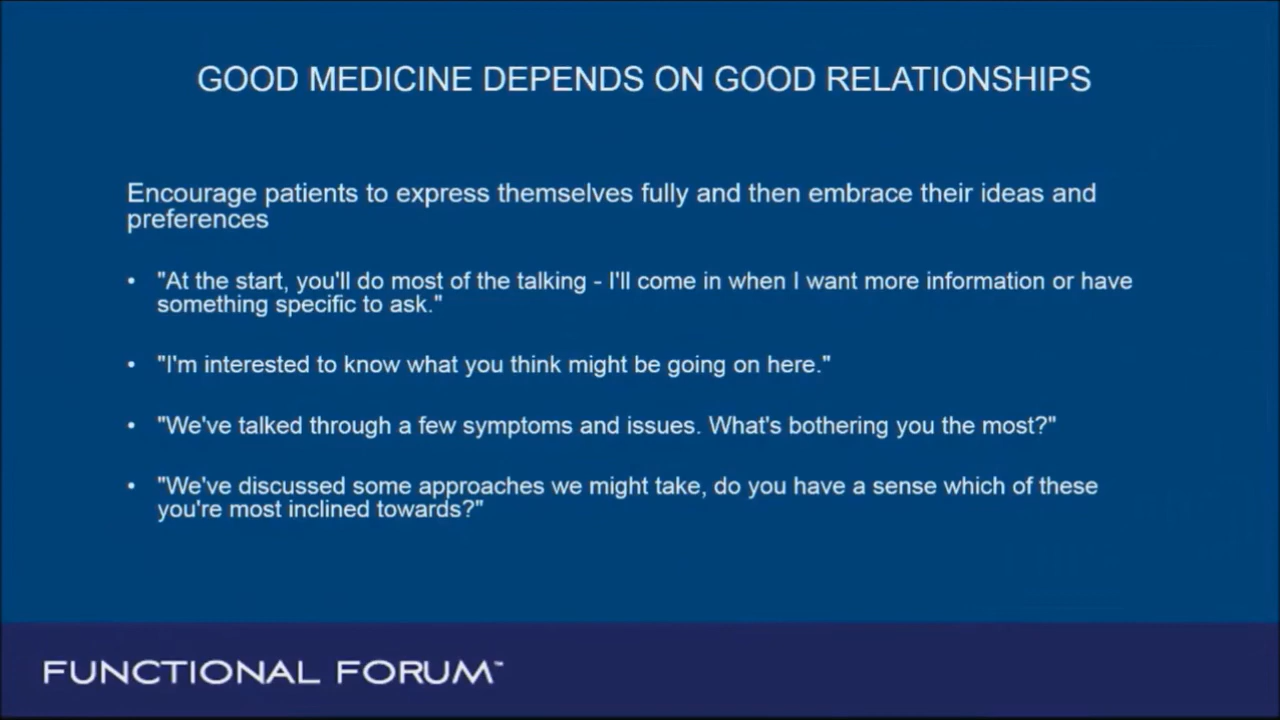 GOOD MEDICINE DEPENDS ON GOOD RELATIONSHIPS
Encourage patients to express themselves fully and then embrace their ideas and
preferences
• "At the start, you'll do most of the talking - I'll come in when I want more information or have
something specific to ask."
• "I'm interested to know what you think might be going on here."
• "We've talked through a few symptoms and issues. What's bothering you the most?"
• "We've discussed some approaches we might take, do you have a sense which of these
you're most inclined towards?"
FUNCTIONAL FORUM™